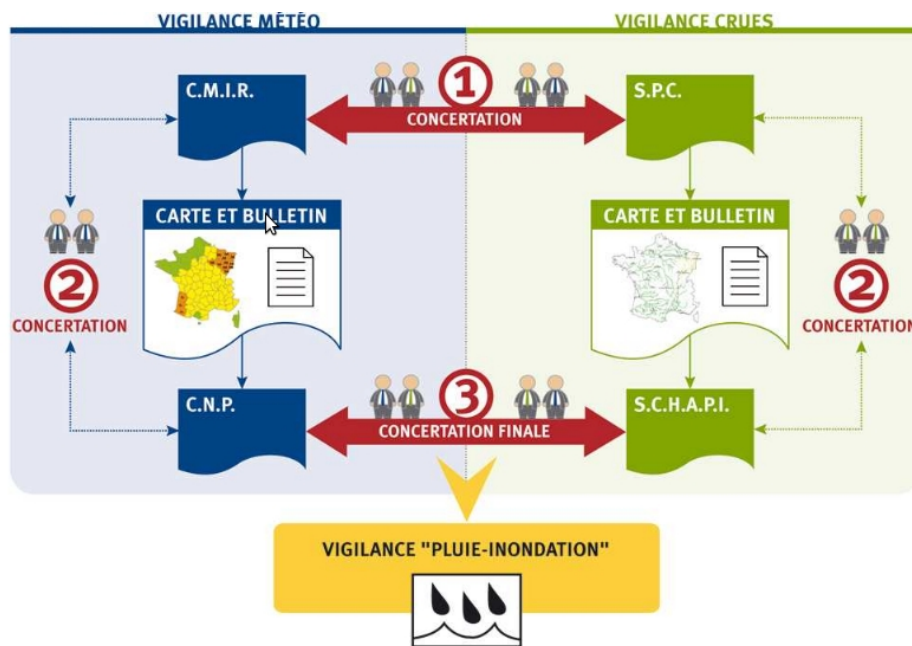 VIGILANCE MÉTÉO
VIGILANCE CRUES
C.M.I.R.
1
CONCERTATION
S.P.C.
CARTE ET BULLETIN
CARTE ET BULLETIN
2
CONCERTATION
2
CONCERTATION
C.N.P.
3
CONCERTATION FINALE
S.C.H.A.P.I.
VIGILANCE "PLUIE-INONDATION"